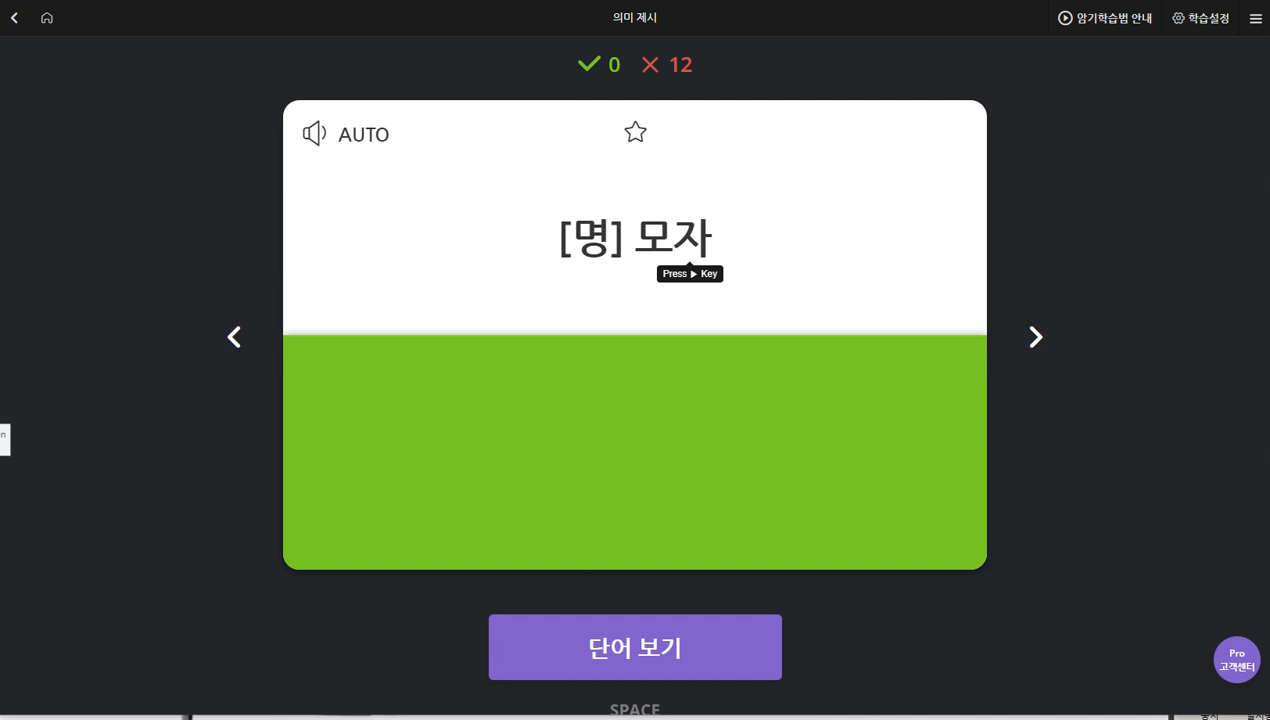 의미 제시
암기학습법 안내
학습설정
0
12
AUTO
[명] 모자
Press ▶ Key
단어 보기
Pro
고객센터
SPACE